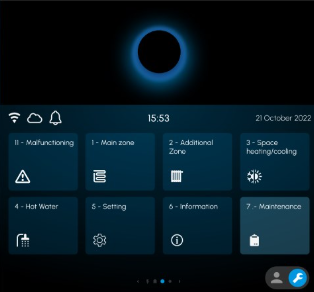 15:53
21 October 2022
11 - Malfunctioning
1 - Main zone
2 - Additional
Zone
3 - Space
heating/cooling
4 - Hot Water
5 - Setting
6 - Information
7 - Maintenance